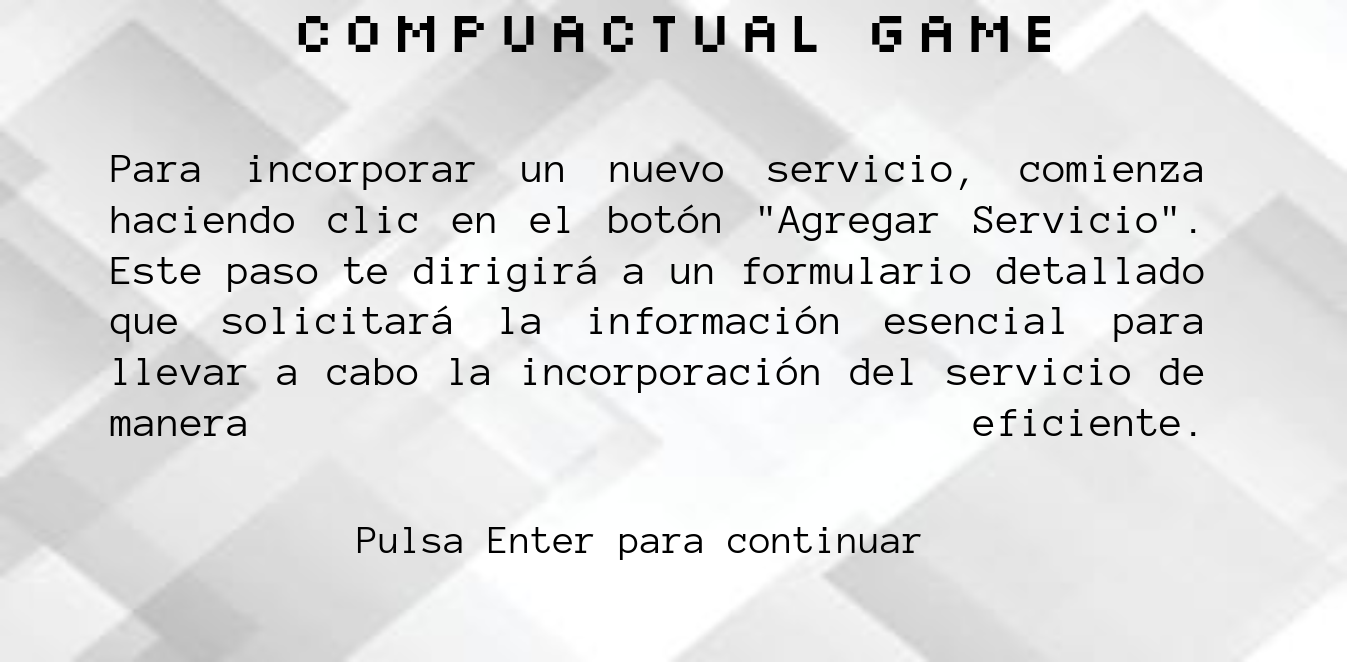 COMPUACTUAL GAME
Para incorporar un nuevo servicio, comienza
haciendo clic en el botón "Agregar Servicio".
Este paso te dirigirá a un formulario detallado
que solicitará la información esencial para
llevar a cabo la incorporación del servicio de
manera eficiente.
Pulsa Enter para continuar